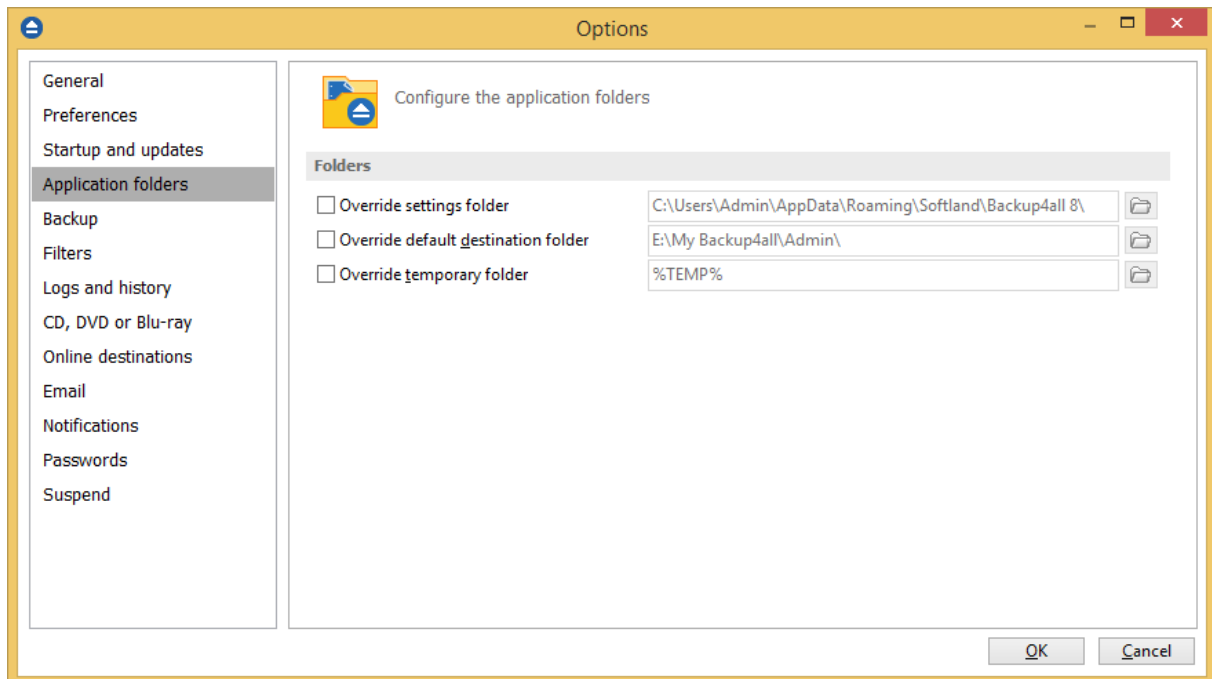 Options
General
Preferences
Startup and updates
Application folders
Backup
Filters
Logs and history
CD, DVD or Blu-ray
Online destinations
Email
Notifications
Passwords
Suspend
Configure the application folders
Folders
Override settings folder C:\Users\Admin\AppData\Roaming\Softland\Backup4all 8\
Override default destination folder E:\My Backup4all\Admin\
Override temporary folder %TEMP%
OK Cancel